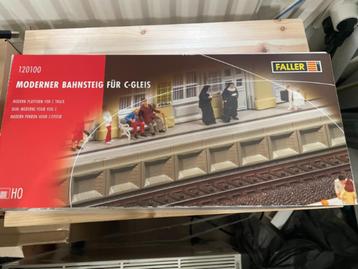 120100
FALLER
MODERNER BAHNSTEIG FÜR C-GLEIS
MODERN PLATFORM FOR C TRACK
QUAI MODERNE POUR VOIE C
MODERN PERRON VOOR C-SPOOR
H0